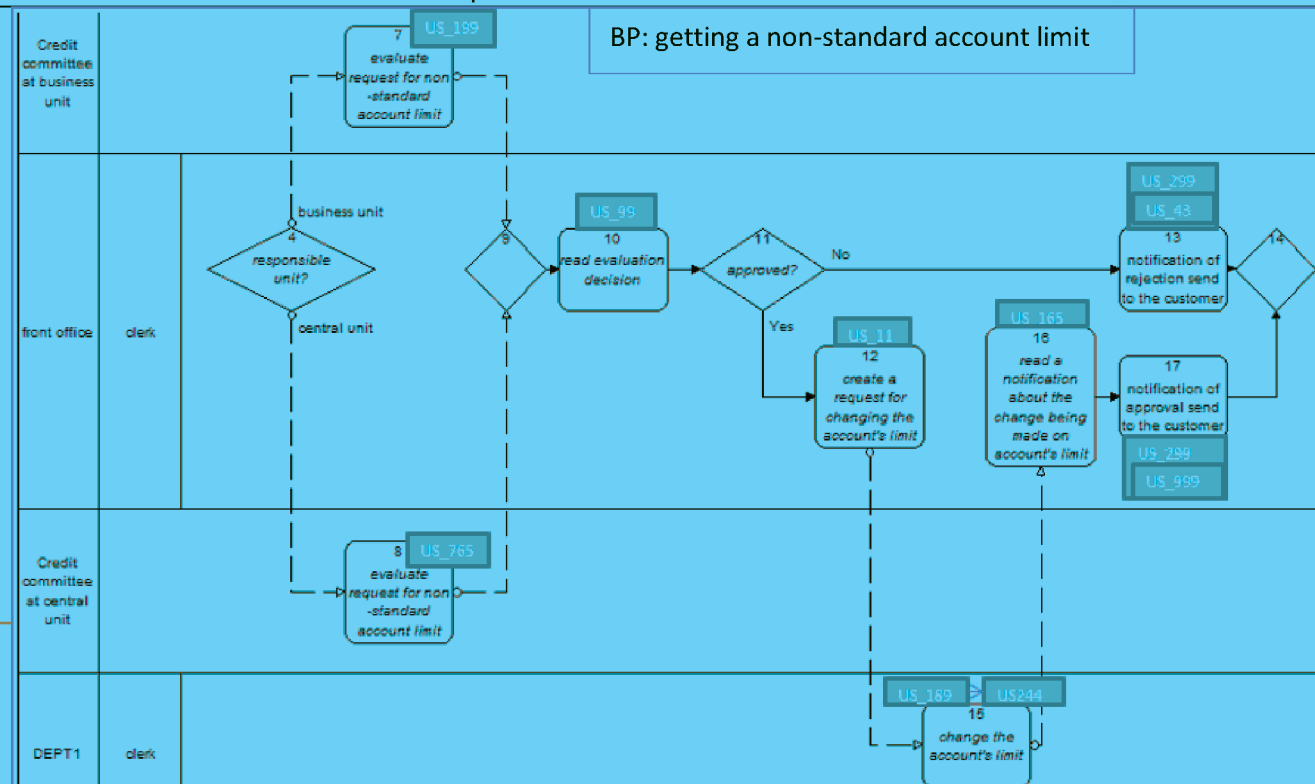 BP: getting a non-standard account limit
Credit
committee
at business
unit
US_199
7
evaluate
request for non
-standard
account limit
front office
clerk
business unit
4
responsible
unit?
central unit
9
US_99
10
read evaluation
decision
11
approved?
No
Yes
US_11
12
create a
request for
changing the
account's limit
US_165
16
read a
notification
about the
change being
made on
account's limit
US_299
US_43
13
notification of
rejection send
to the customer
14
17
notification of
approval send
to the customer
US_299
US_999
Credit
committee
at central
unit
8
US_765
evaluate
request for non
-standard
account limit
DEPT1
clerk
US_189
US244
15
change the
account's limit